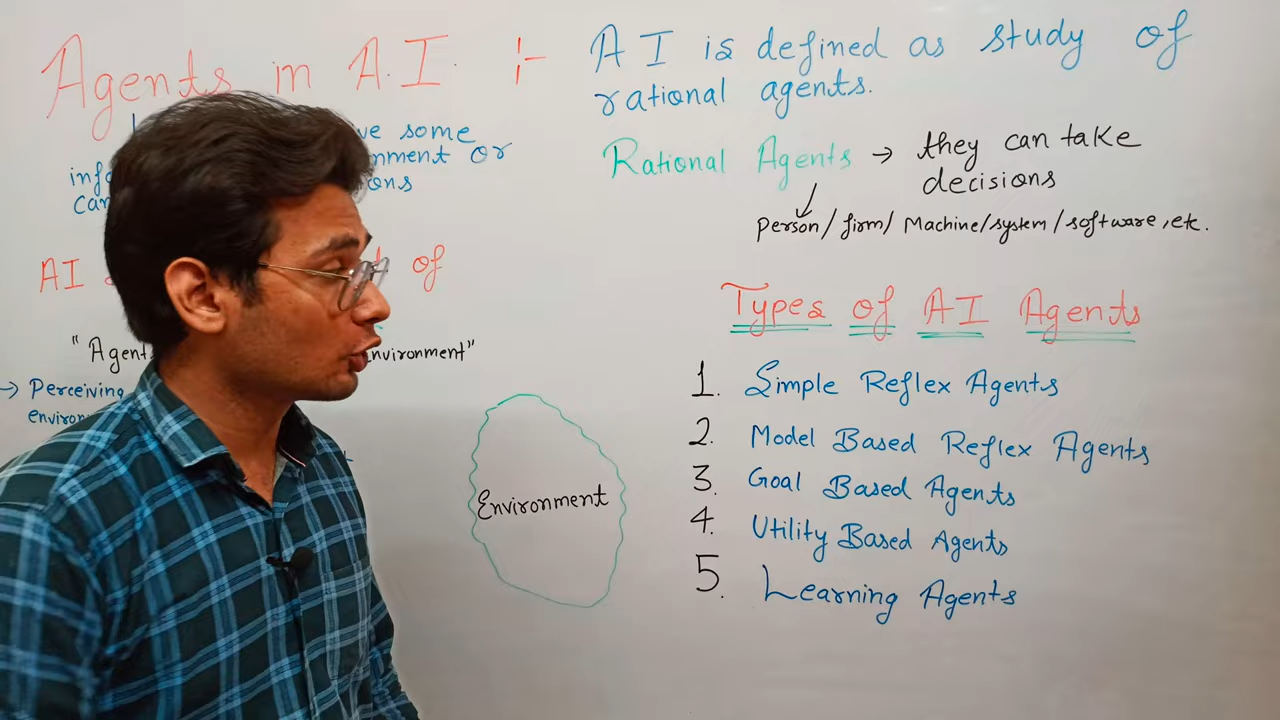 Agents in A.I. :-
some
nment or
info
ons
AI
of
"Agent
nvironment"
→ Perceiving
environ
Environment
AI is defined as study of
rational agents.
Rational Agents → they can take
decisions
Person/firm/Machine/system/software,etc.
Types of AI Agents
1. Simple Reflex Agents
2. Model Based Reflex Agents
3. Goal Based Agents
4. Utility Based Agents
5. Learning Agents